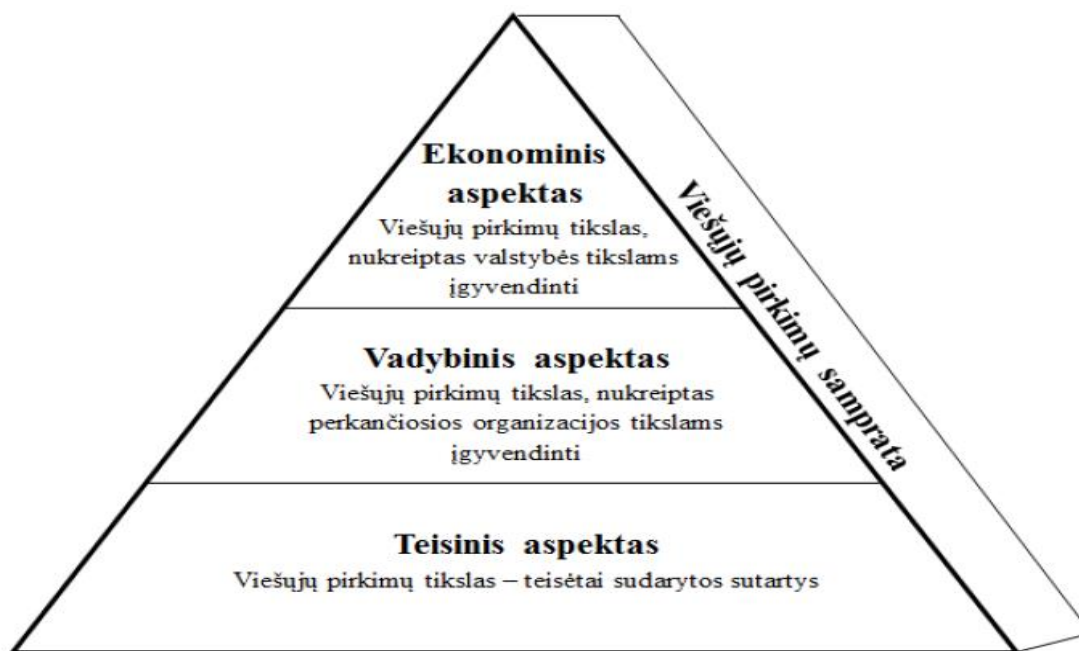 Ekonominis
aspektas
Viešųjų pirkimų tikslas,
nukreiptas valstybės tikslams
įgyvendinti
Vadybinis aspektas
Viešųjų pirkimų tikslas, nukreiptas
perkančiosios organizacijos tikslams
įgyvendinti
Teisinis aspektas
Viešųjų pirkimų tikslas – teisėtai sudarytos sutartys
Viešųjų pirkimų samprata